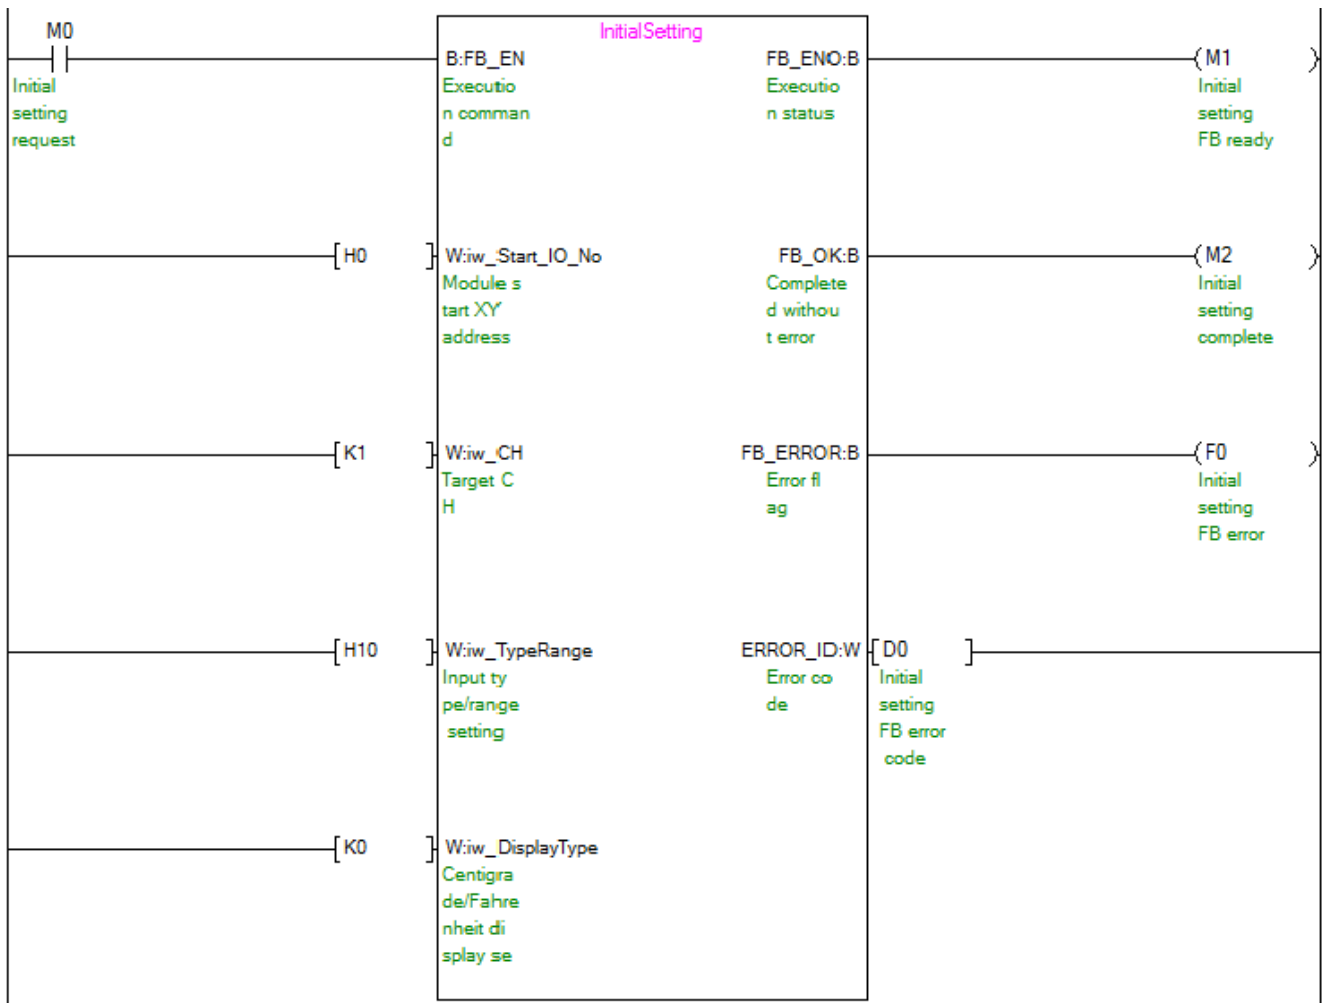 M0
InitialSetting
B:FB_EN
FB_ENO:B
M1
Initial
setting
request
Executio
n comman
d
Executio
n status
Initial
setting
FB ready
H0
W:iw_Start_IO_No
FB_OK:B
M2
Module s
tart XY
address
Complete
d withou
t error
Initial
setting
complete
K1
W:iw_CH
FB_ERROR:B
F0
Target C
H
Error fl
ag
Initial
setting
FB error
H10
W:iw_TypeRange
ERROR_ID:W
D0
Input ty
pe/range
setting
Error co
de
Initial
setting
FB error
code
K0
W:iw_DisplayType
Centigra
de/Fahre
nheit di
splay se